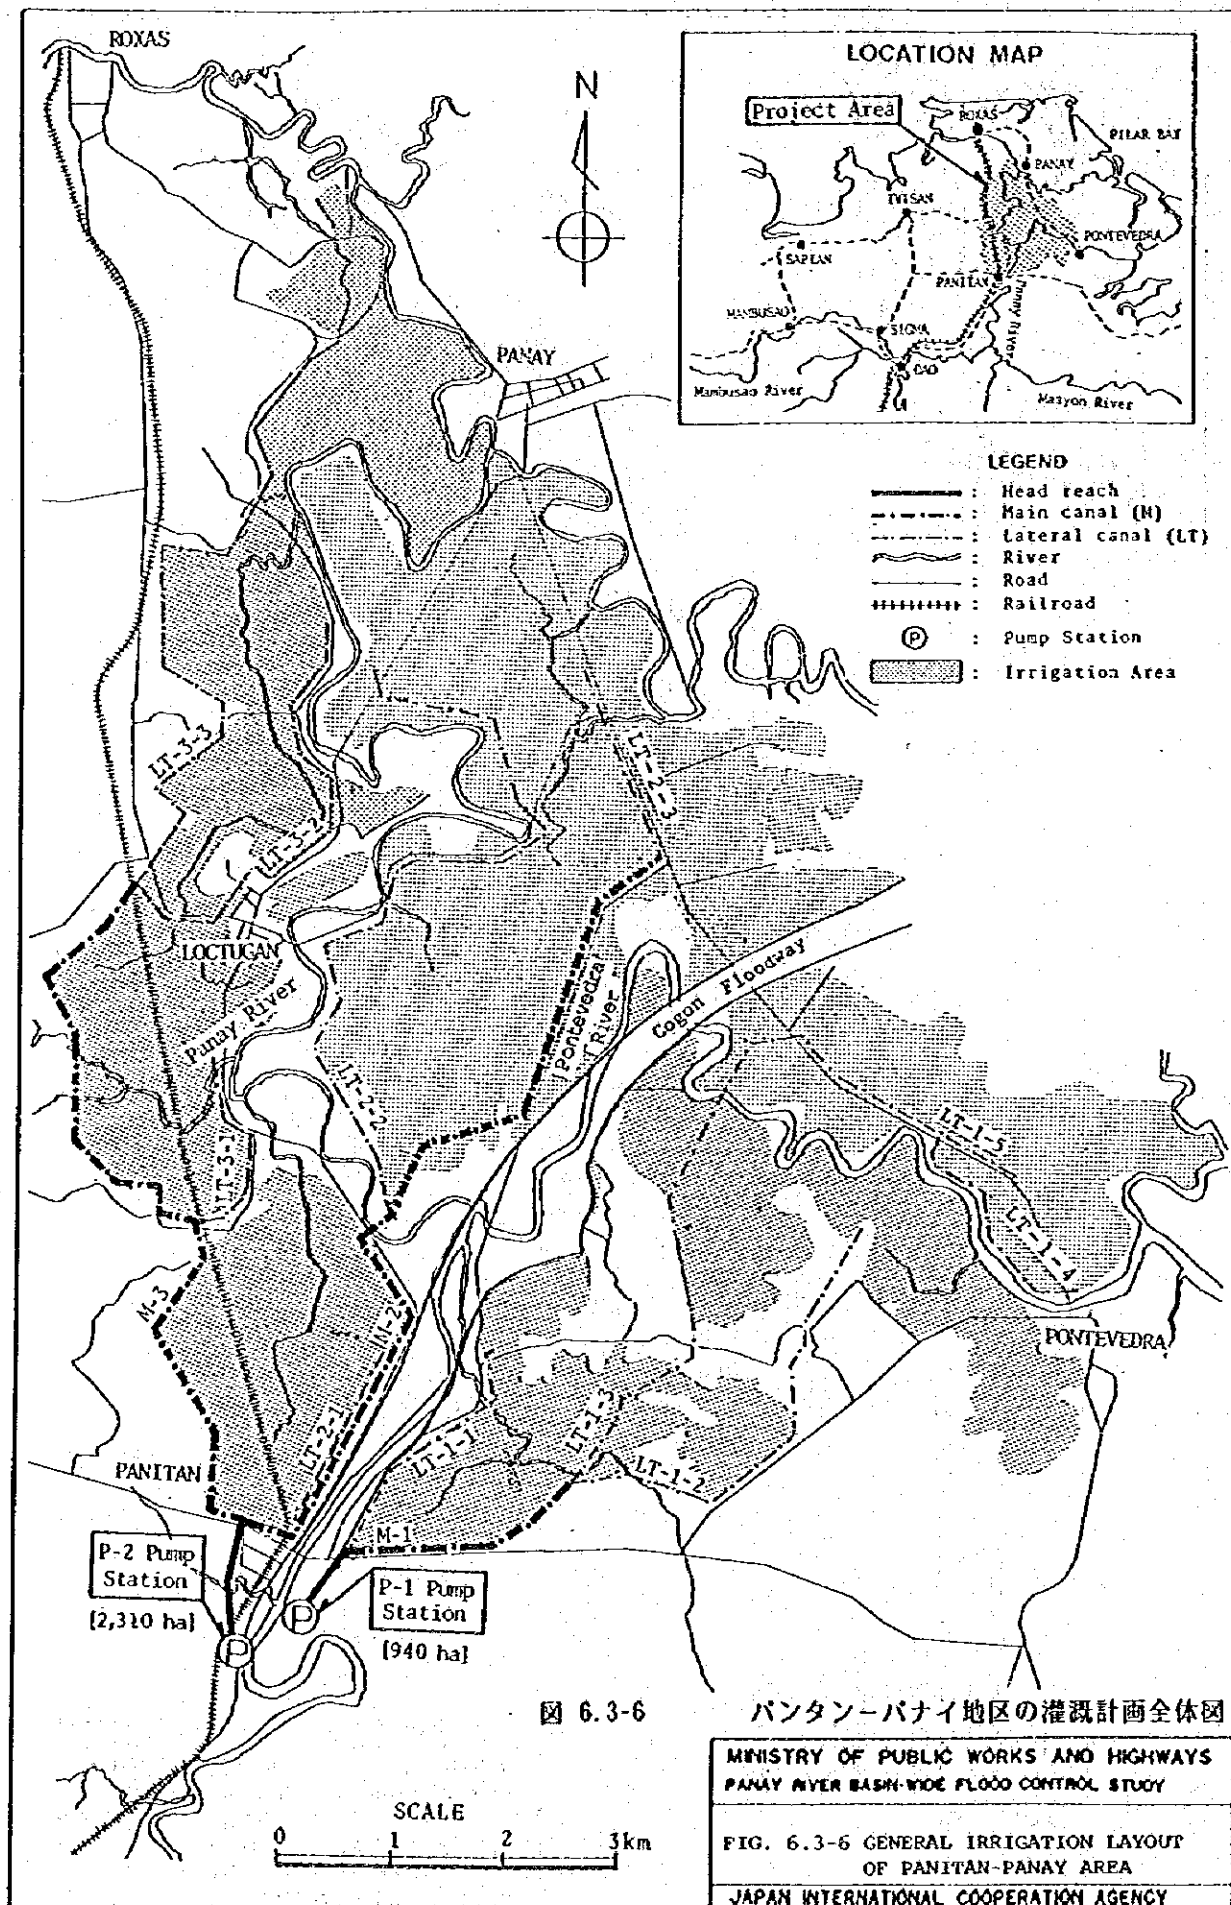 ROXAS
N
LOCATION MAP
Project Area
ROXAS
PILAR BAY
PANAY
IVISAN
PONTEVEDRA
SAPIAN
PANITAN
MAMBUSAO
SIGMA
Panay River
DAO
Mambusao River
Maayon River
PANAY
LEGEND
: Head reach
: Main canal (M)
: Lateral canal (LT)
: River
: Road
: Railroad
P : Pump Station
: Irrigation Area
LT-3-3
LT-2-3
LT-3-2
LOCTUGAN
Panay River
Pontevedra
River
Cogon Floodway
LT-2-2
LT-3-1
LT-1-5
LT-1-4
M-3
M-2
PONTEVEDRA
LT-2-1
LT-1-1
LT-1-3
LT-1-2
PANITAN
M-1
P-2 Pump
Station
[2,310 ha]
P-1 Pump
Station
[940 ha]
P
P
図 6.3-6 パンタン−パナイ地区の灌漑計画全体図
SCALE
0 1 2 3km
MINISTRY OF PUBLIC WORKS AND HIGHWAYS
PANAY RIVER BASIN-WIDE FLOOD CONTROL STUDY
FIG. 6.3-6 GENERAL IRRIGATION LAYOUT
OF PANITAN-PANAY AREA
JAPAN INTERNATIONAL COOPERATION AGENCY